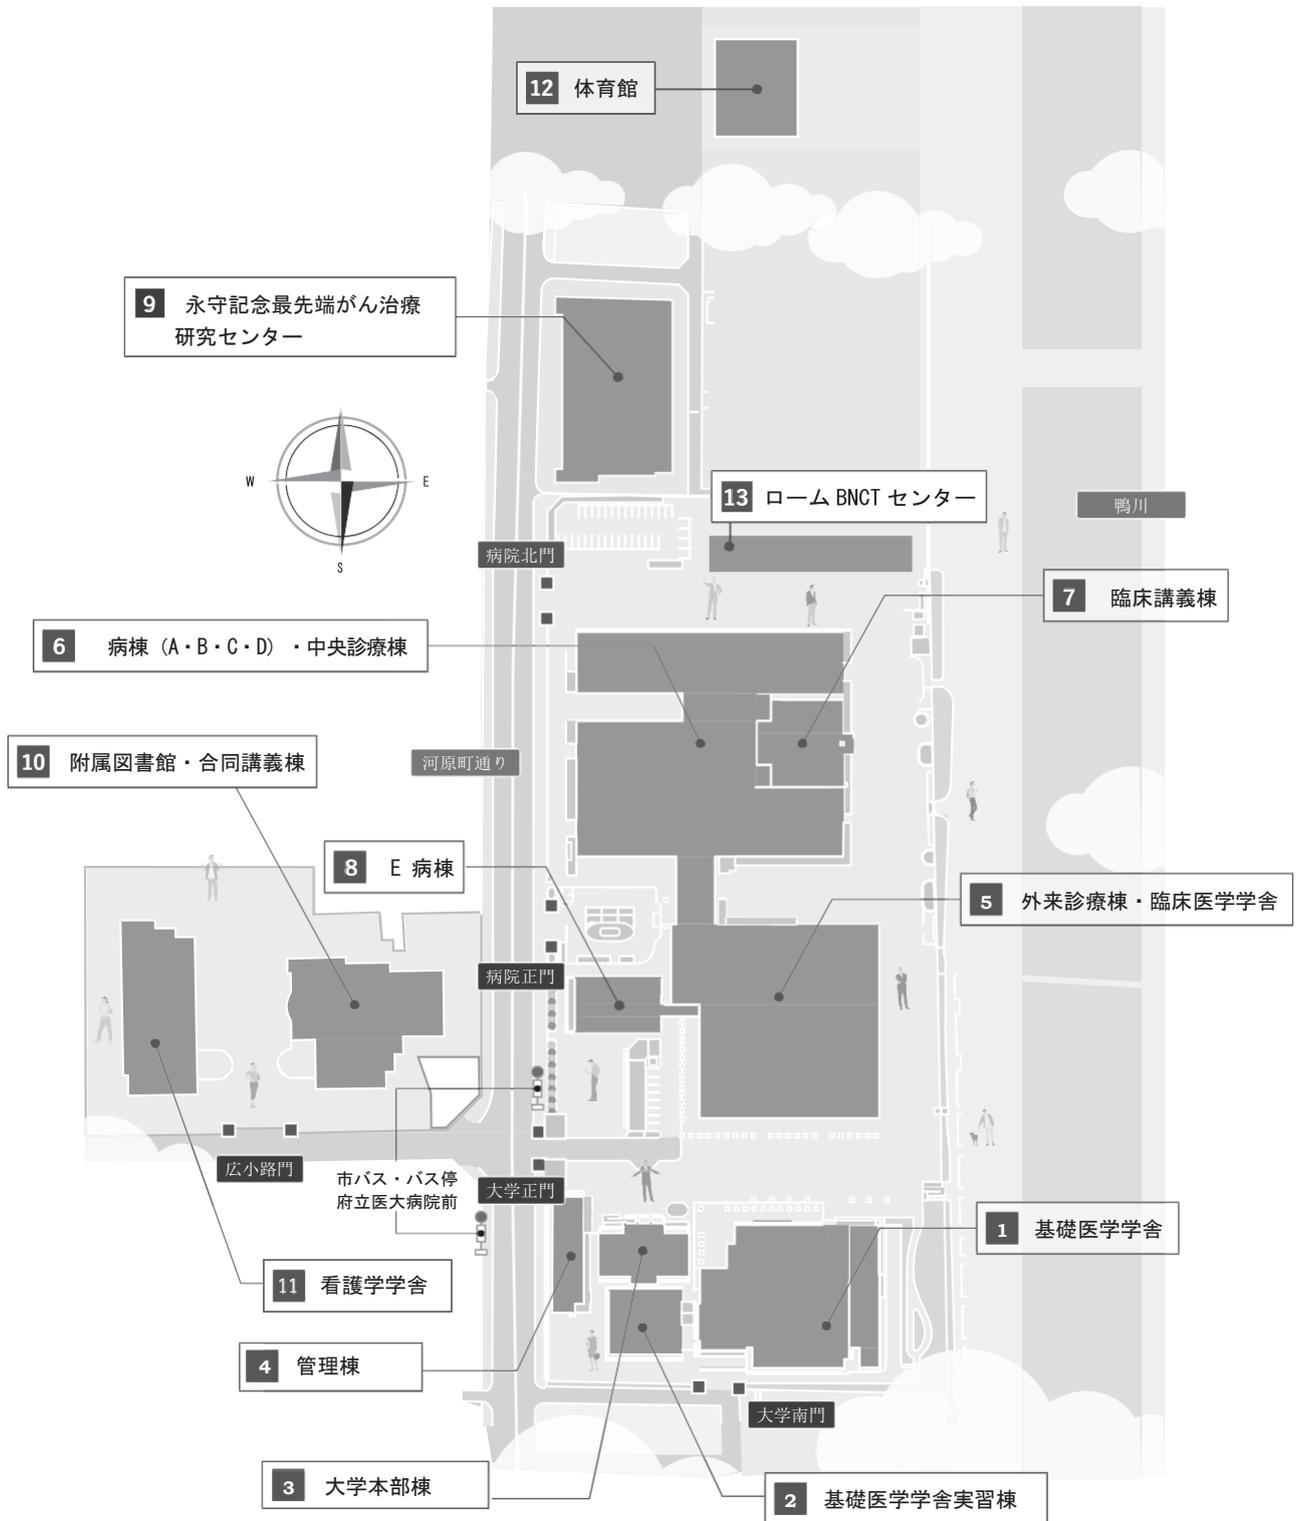 12 体育館
9 永守記念最先端がん治療
研究センター
W
E
S
13 ローム BNCT センター
鴨川
病院北門
7 臨床講義棟
6 病棟（A・B・C・D）・中央診療棟
10 附属図書館・合同講義棟
河原町通り
8 E 病棟
5 外来診療棟・臨床医学学舎
病院正門
広小路門
市バス・バス停
府立医大病院前
大学正門
1 基礎医学学舎
11 看護学学舎
4 管理棟
大学南門
3 大学本部棟
2 基礎医学学舎実習棟